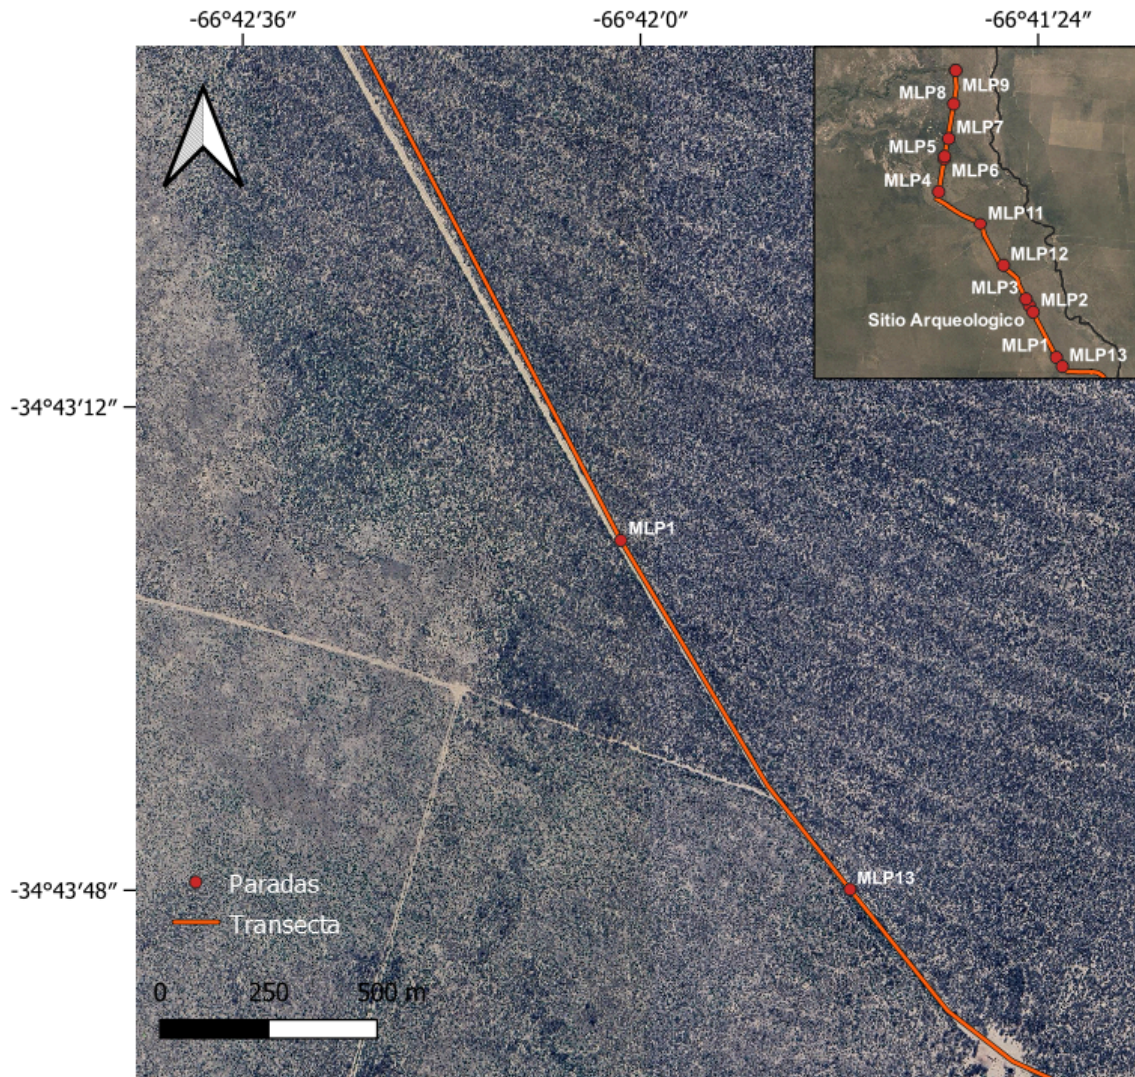 -66°42′36″ -66°42′0″ -66°41′24″
MLP9
MLP8
MLP7
MLP5
MLP6
MLP4
MLP11
MLP12
MLP3
MLP2
Sitio Arqueologico
MLP1
MLP13
-34°43′12″
MLP1
MLP13
-34°43′48″
Paradas
Transecta
0 250 500 m